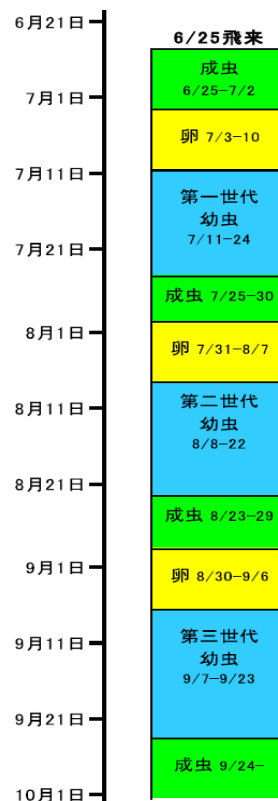 6月21日
7月1日
7月11日
7月21日
8月1日
8月11日
8月21日
9月1日
9月11日
9月21日
10月1日
6/25飛来
成虫
6/25-7/2
卵 7/3-10
第一世代
幼虫
7/11-24
成虫 7/25-30
卵 7/31-8/7
第二世代
幼虫
8/8-22
成虫 8/23-29
卵 8/30-9/6
第三世代
幼虫
9/7-9/23
成虫 9/24-